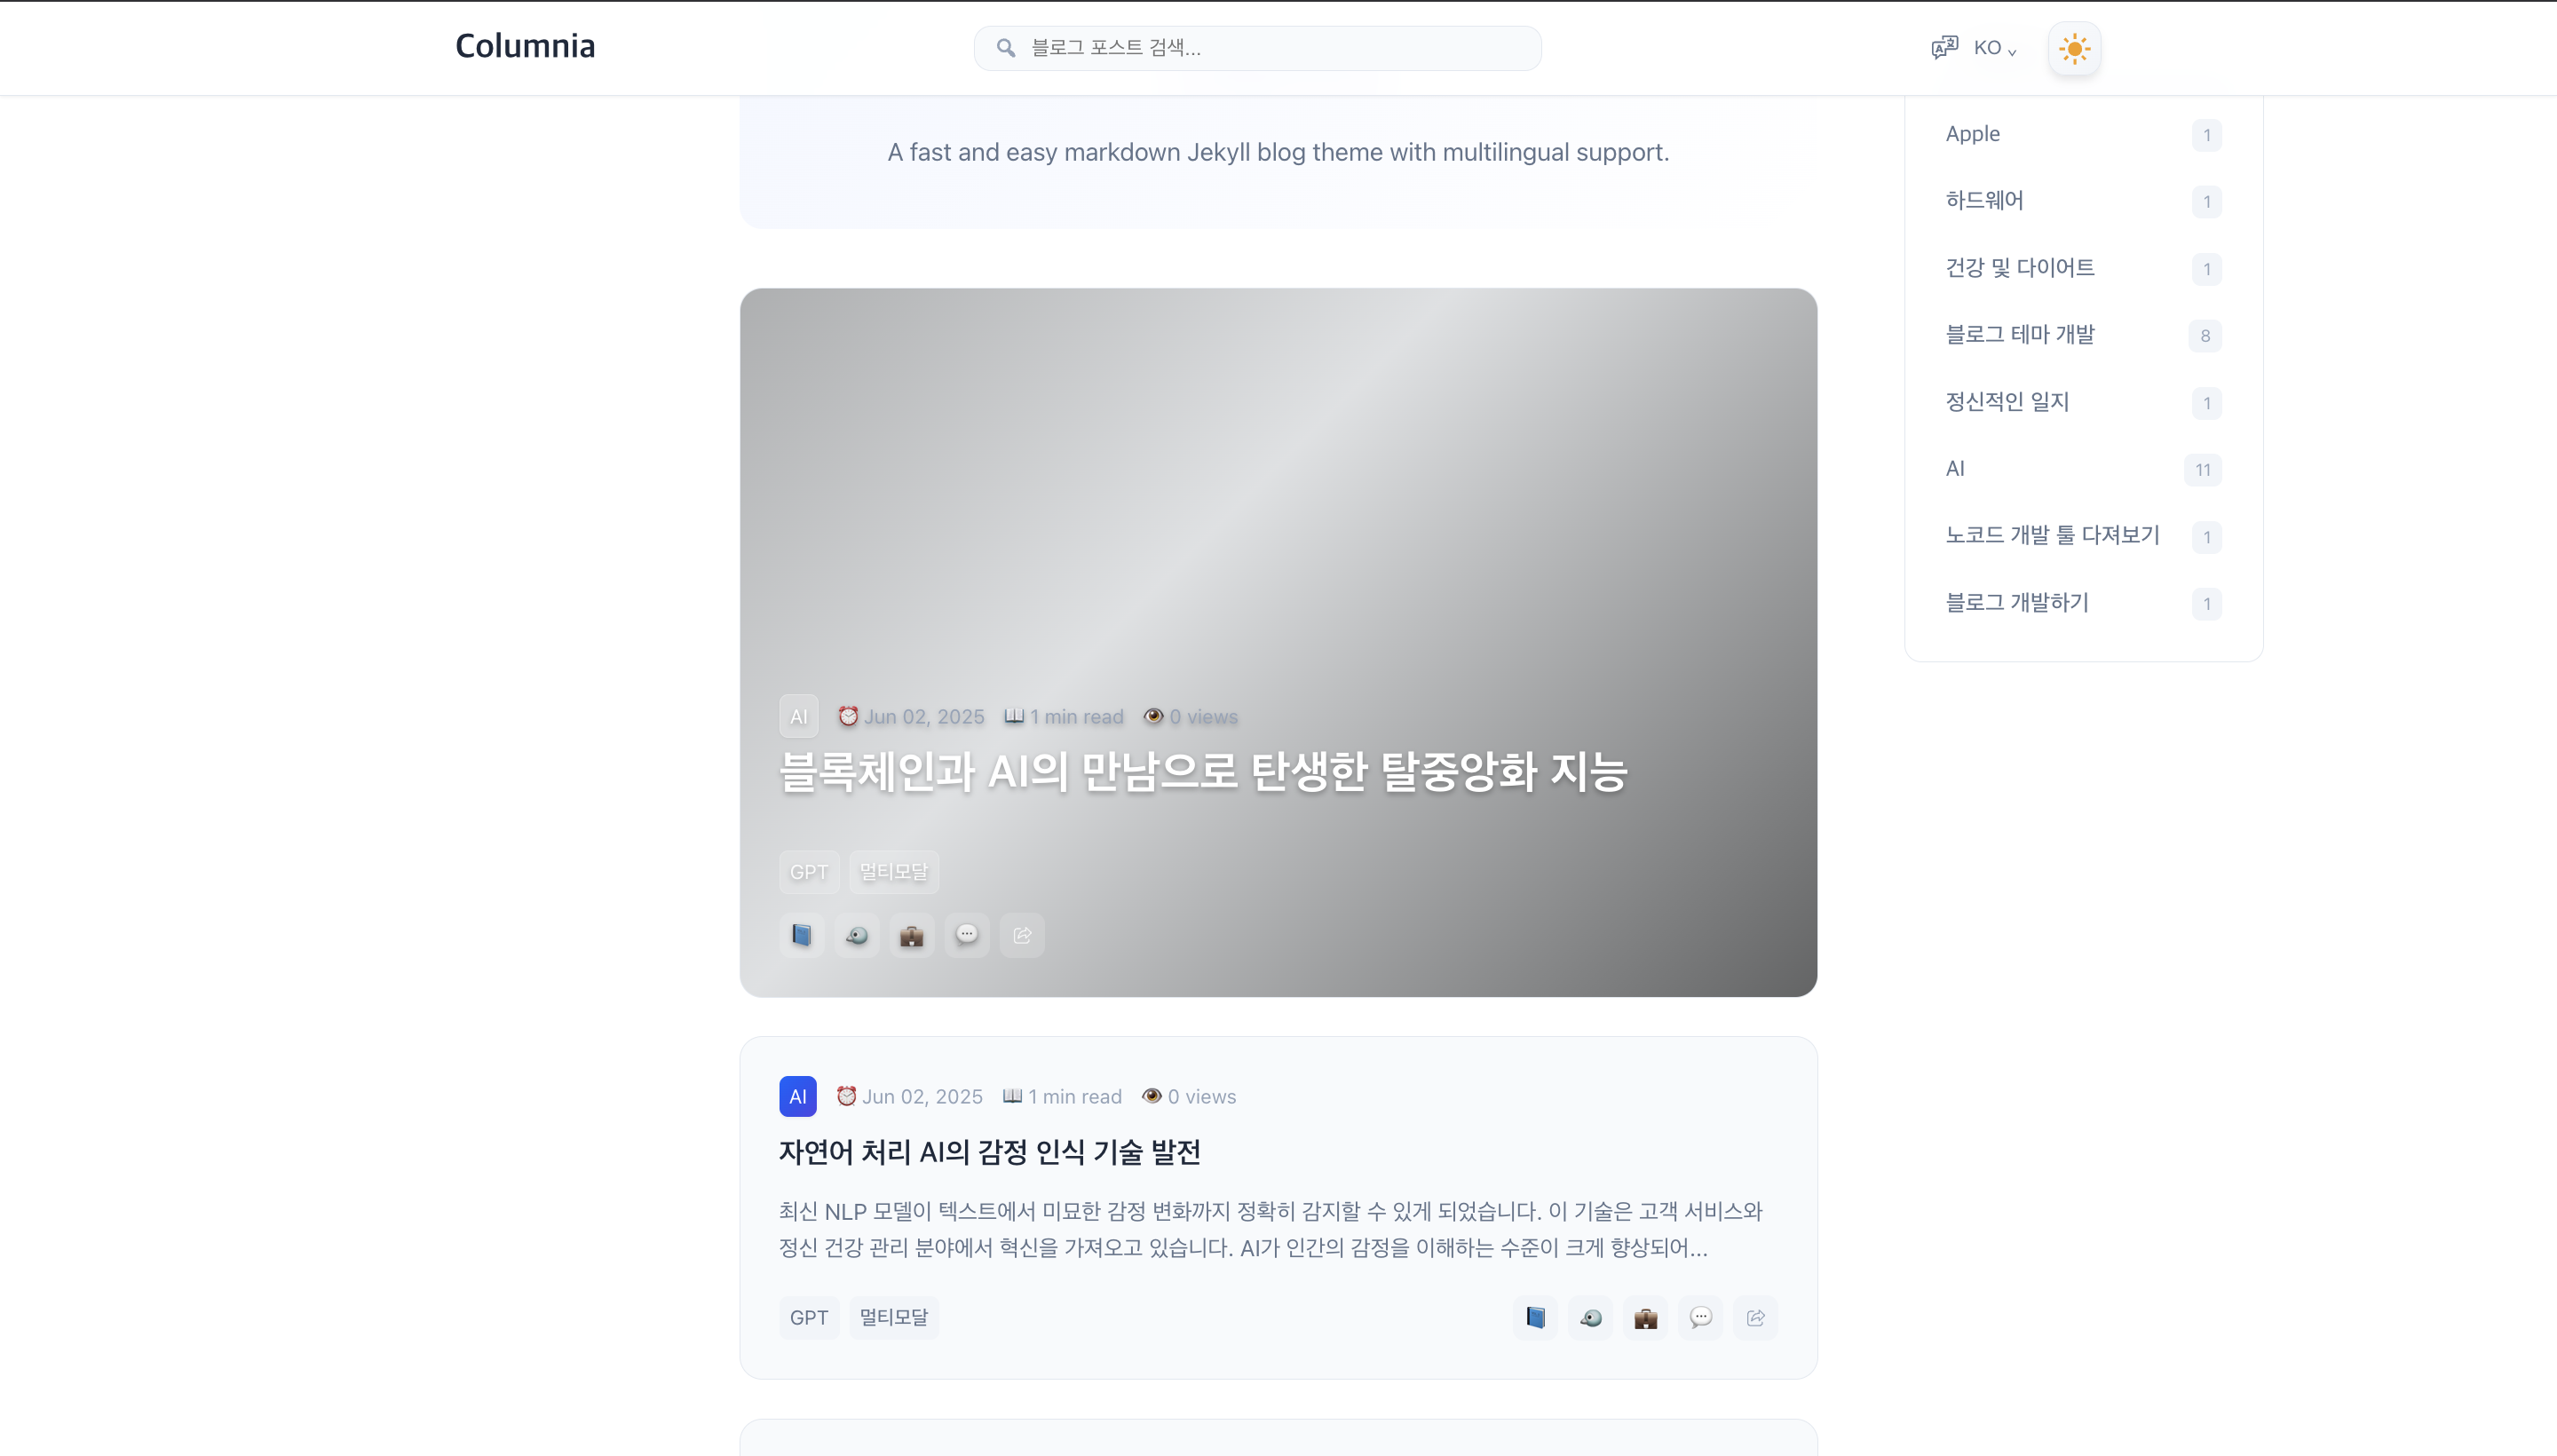 Columnia
블로그 포스트 검색...
KO
A fast and easy markdown Jekyll blog theme with multilingual support.
AI
Jun 02, 2025
1 min read
0 views
블록체인과 AI의 만남으로 탄생한 탈중앙화 지능
GPT
멀티모달
AI
Jun 02, 2025
1 min read
0 views
자연어 처리 AI의 감정 인식 기술 발전
최신 NLP 모델이 텍스트에서 미묘한 감정 변화까지 정확히 감지할 수 있게 되었습니다. 이 기술은 고객 서비스와
정신 건강 관리 분야에서 혁신을 가져오고 있습니다. AI가 인간의 감정을 이해하는 수준이 크게 향상되어...
GPT
멀티모달
Apple 1
하드웨어 1
건강 및 다이어트 1
블로그 테마 개발 8
정신적인 일지 1
AI 11
노코드 개발 툴 다져보기 1
블로그 개발하기 1